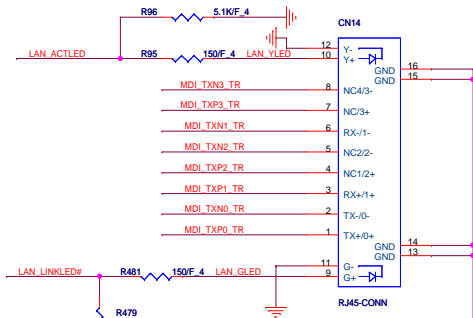 R96 5.1K/F_4
CN14
LAN_ACTLED R95 150/F_4 LAN_YLED
12 Y-
10 Y+
GND 16
GND 15
MDI_TXN3_TR 8 NC4/3-
MDI_TXP3_TR 7 NC/3+
MDI_TXN1_TR 6 RX-/1-
MDI_TXN2_TR 5 NC2/2-
MDI_TXP2_TR 4 NC1/2+
MDI_TXP1_TR 3 RX+/1+
MDI_TXN0_TR 2 TX-/0-
MDI_TXP0_TR 1 TX+/0+
GND 14
GND 13
11 G-
LAN_LINKLED# R481 150/F_4 LAN_GLED 9 G+
RJ45-CONN
R479